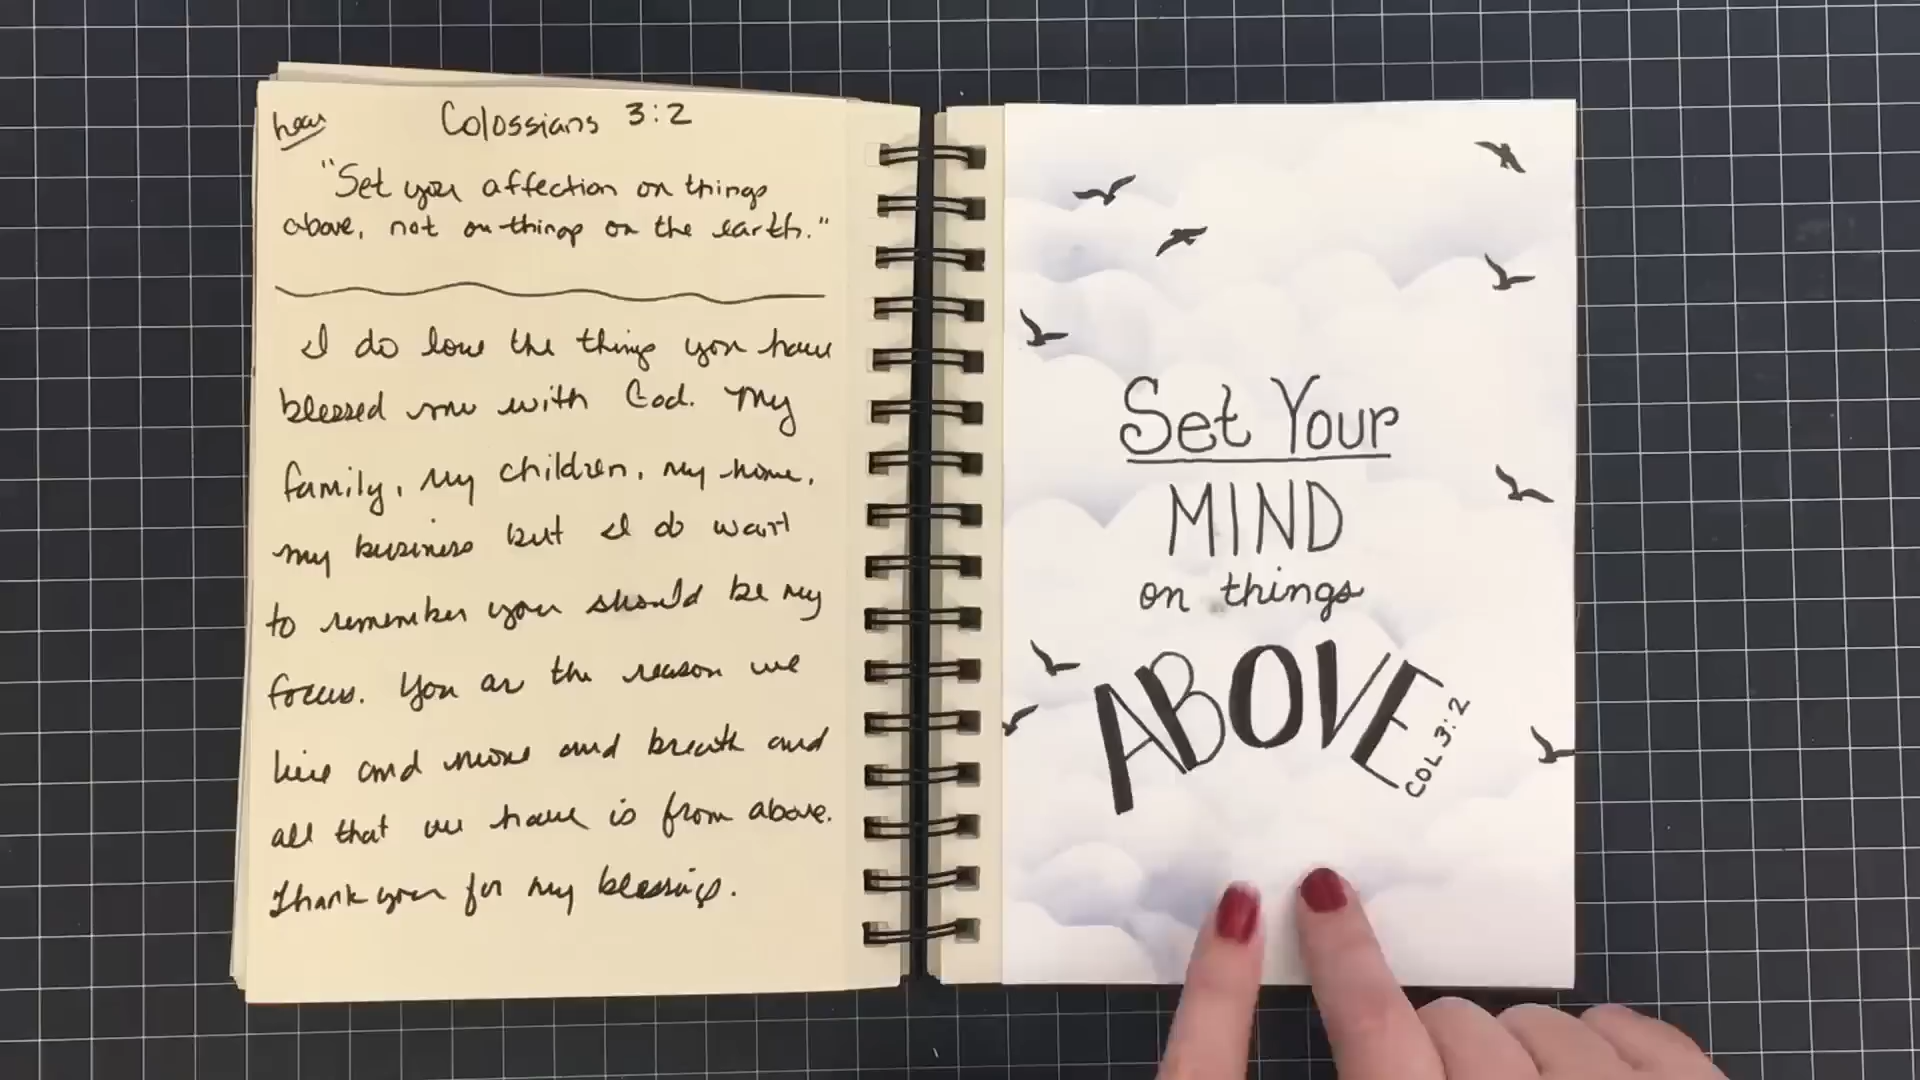 Colossians 3:2
"Set your affection on things
above, not on things on the earth."
I do love the things you have
blessed me with God. My
family, my children, my home,
my business but I do want
to remember you should be my
focus. You are the reason we
live and move and breath and
all that we have is from above.
Thank you for my blessings.
Set Your
MIND
on things
ABOVE
COL 3:2